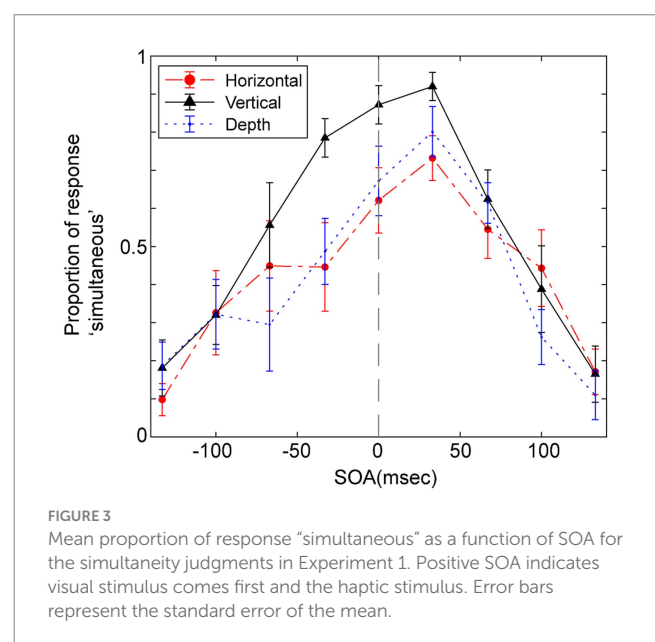 1
Horizontal
Vertical
Depth
Proportion of response
'simultaneous'
0.5
0
-100
-50
0
50
100
SOA(msec)
FIGURE 3
Mean proportion of response "simultaneous" as a function of SOA for
the simultaneity judgments in Experiment 1. Positive SOA indicates
visual stimulus comes first and the haptic stimulus. Error bars
represent the standard error of the mean.